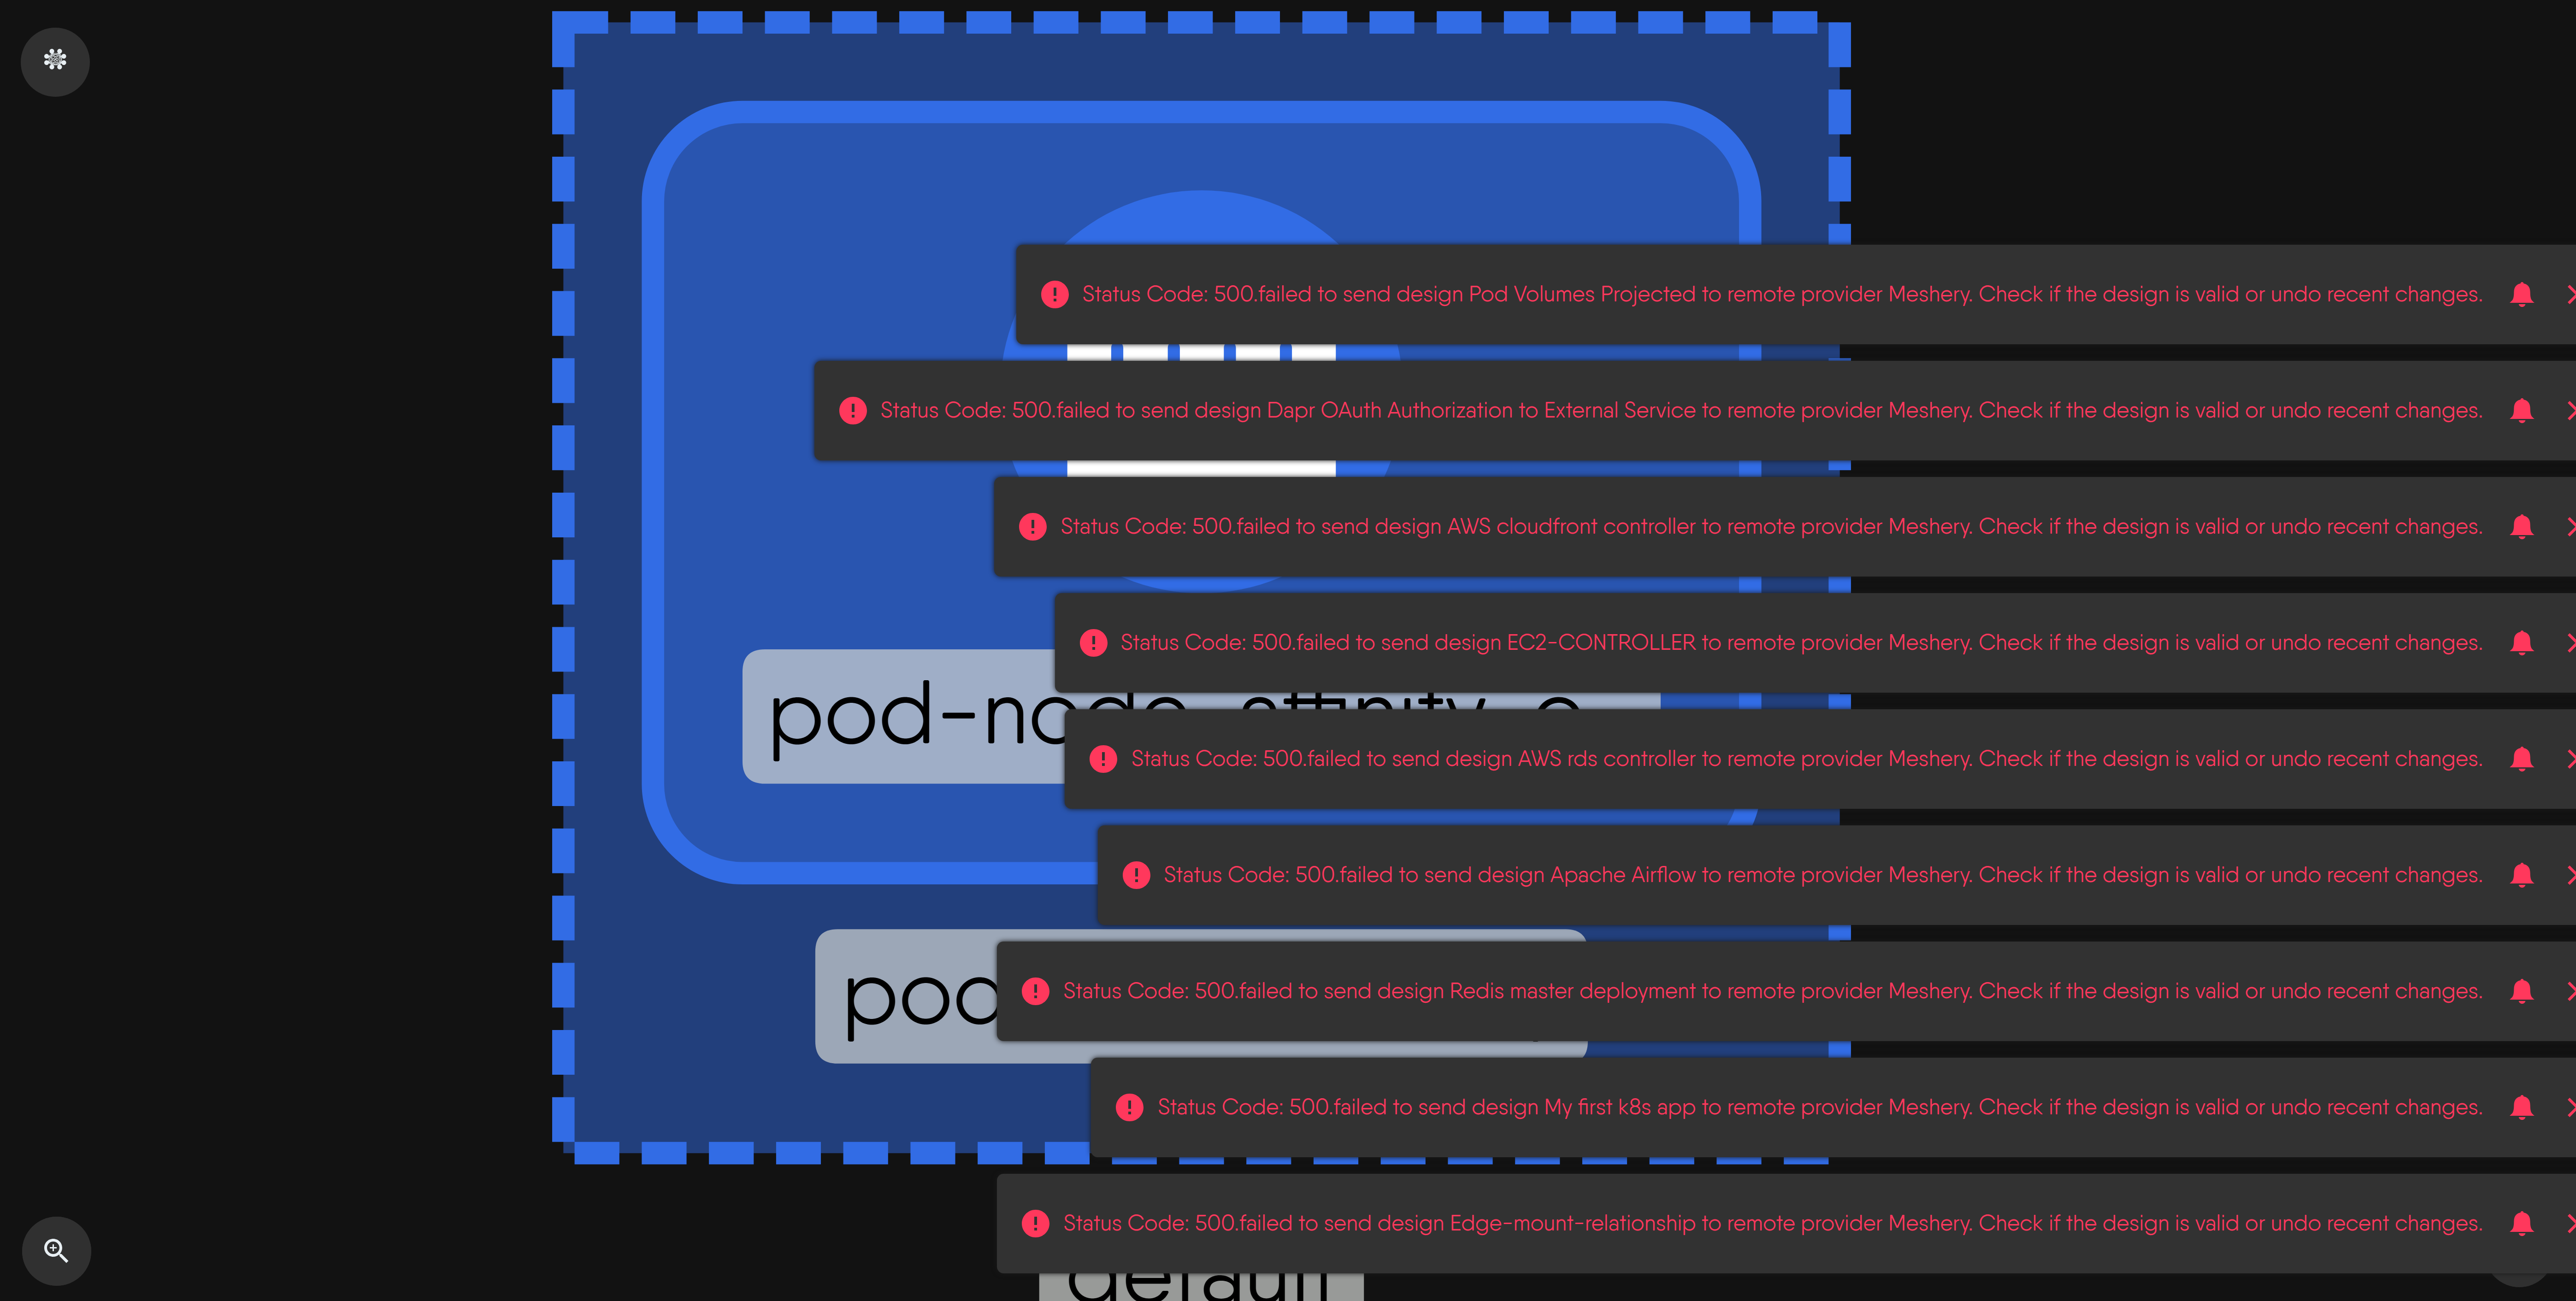 Status Code: 500.failed to send design Pod Volumes Projected to remote provider Meshery. Check if the design is valid or undo recent changes.
Status Code: 500.failed to send design Dapr OAuth Authorization to External Service to remote provider Meshery. Check if the design is valid or undo recent changes.
Status Code: 500.failed to send design AWS cloudfront controller to remote provider Meshery. Check if the design is valid or undo recent changes.
Status Code: 500.failed to send design EC2-CONTROLLER to remote provider Meshery. Check if the design is valid or undo recent changes.
pod-node-affinity-
Status Code: 500.failed to send design AWS rds controller to remote provider Meshery. Check if the design is valid or undo recent changes.
Status Code: 500.failed to send design Apache Airflow to remote provider Meshery. Check if the design is valid or undo recent changes.
pod
Status Code: 500.failed to send design Redis master deployment to remote provider Meshery. Check if the design is valid or undo recent changes.
Status Code: 500.failed to send design My first k8s app to remote provider Meshery. Check if the design is valid or undo recent changes.
Status Code: 500.failed to send design Edge-mount-relationship to remote provider Meshery. Check if the design is valid or undo recent changes.
default